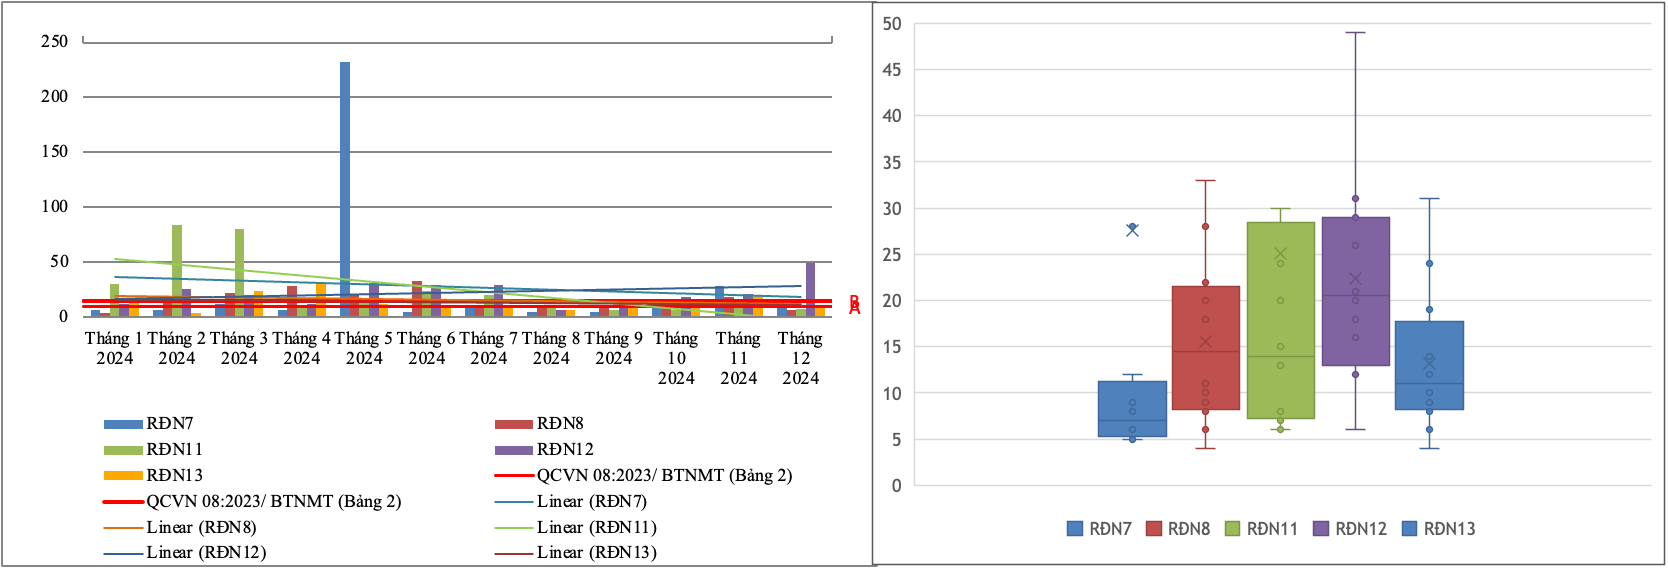 250
200
150
100
50
0
B
A
Tháng 1 Tháng 2 Tháng 3 Tháng 4 Tháng 5 Tháng 6 Tháng 7 Tháng 8 Tháng 9 Tháng Tháng Tháng
2024 2024 2024 2024 2024 2024 2024 2024 2024 10 11 12
2024 2024 2024
RĐN7 RĐN8
RĐN11 RĐN12
RĐN13 QCVN 08:2023/ BTNMT (Bảng 2)
QCVN 08:2023/ BTNMT (Bảng 2) Linear (RĐN7)
Linear (RĐN8) Linear (RĐN11)
Linear (RĐN12) Linear (RĐN13)
50
45
40
35
30
25
20
15
10
5
0
RĐN7 RĐN8 RĐN11 RĐN12 RĐN13